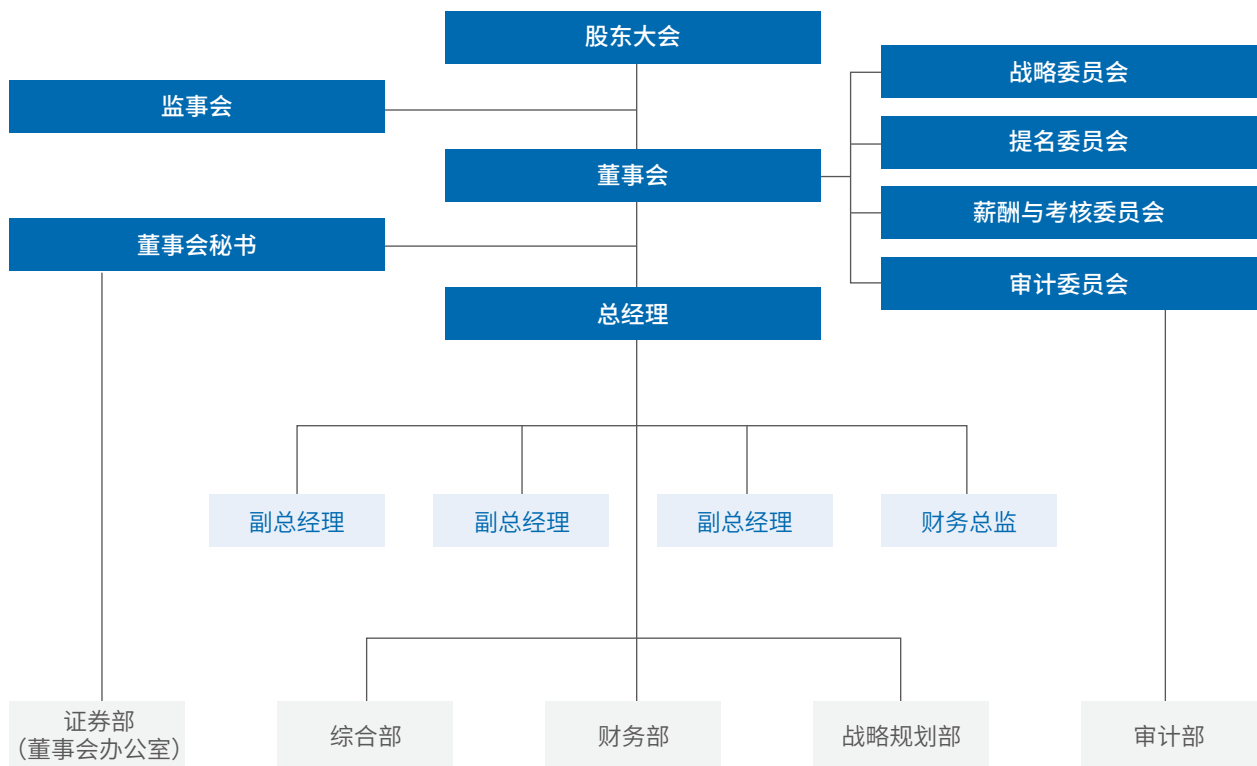 股东大会
战略委员会
监事会
提名委员会
董事会
薪酬与考核委员会
董事会秘书
审计委员会
总经理
副总经理
副总经理
副总经理
财务总监
证券部
（董事会办公室）
综合部
财务部
战略规划部
审计部